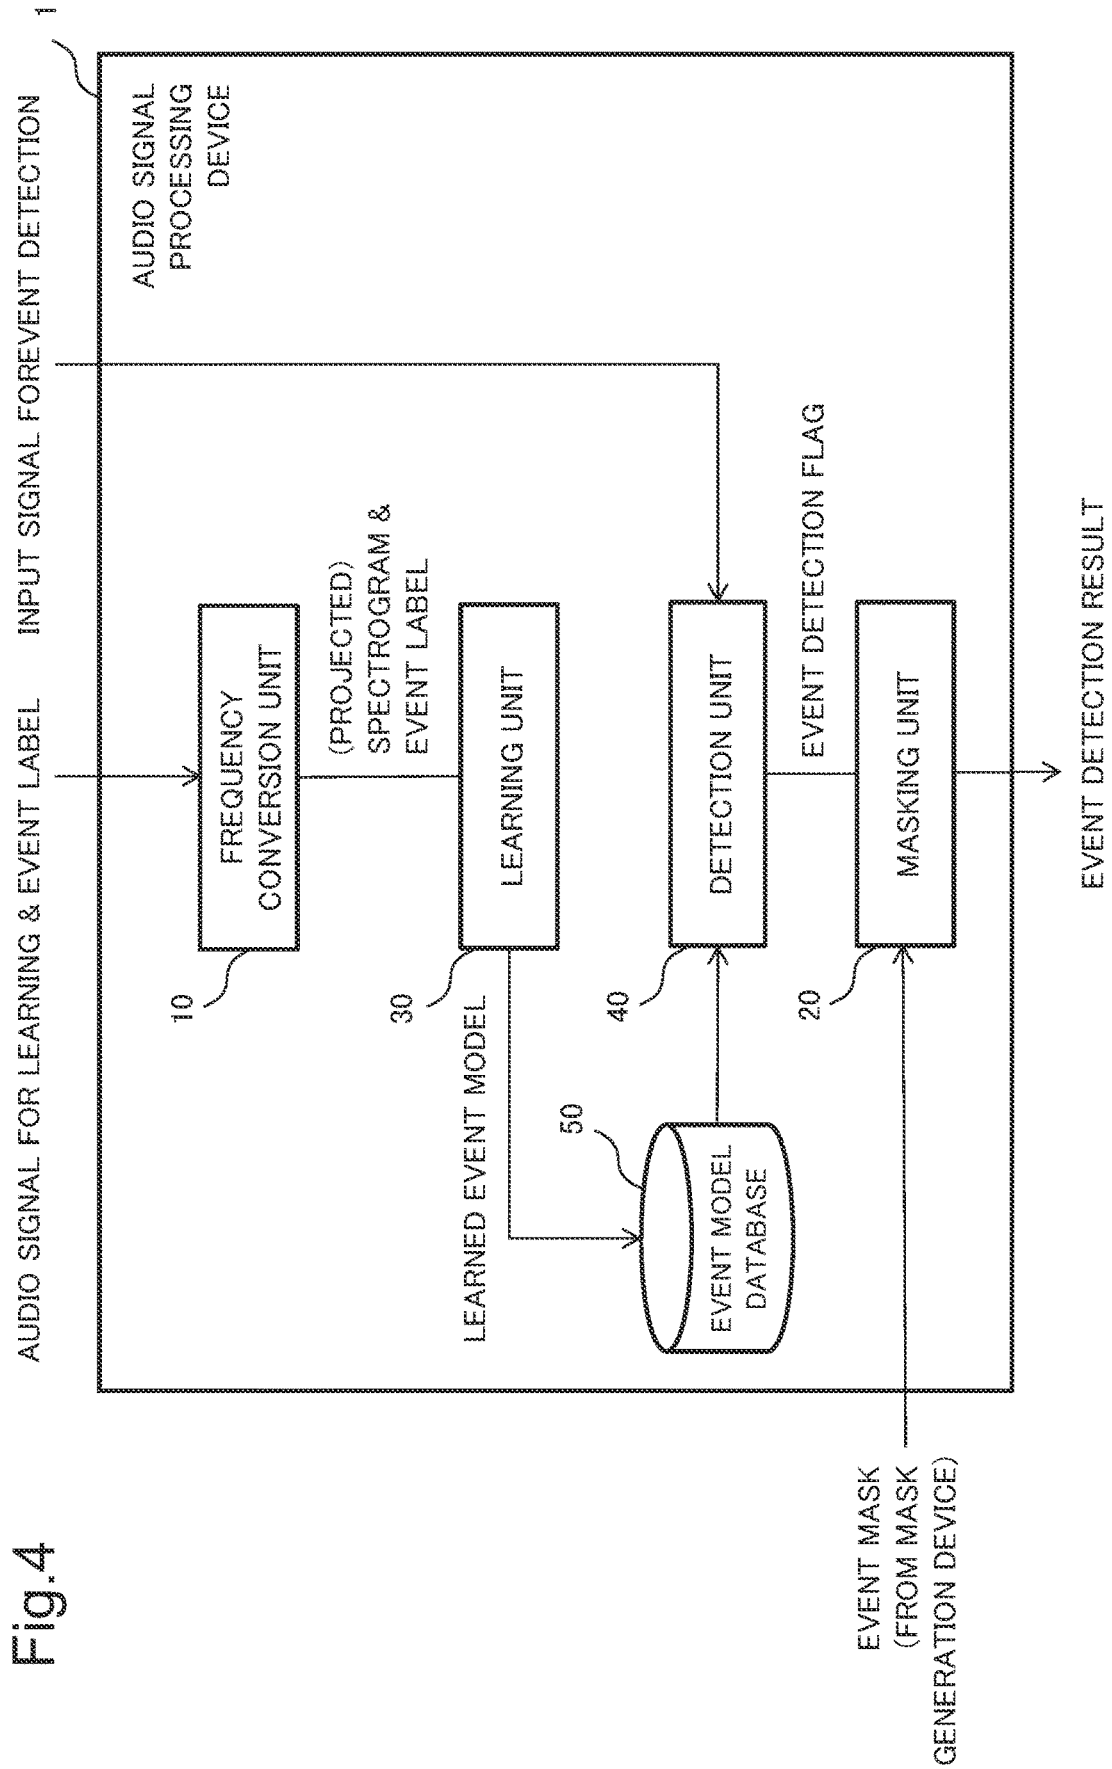 Fig.4
AUDIO SIGNAL FOR LEARNING & EVENT LABEL
INPUT SIGNAL FOREVENT DETECTION
1
AUDIO SIGNAL
PROCESSING
DEVICE
FREQUENCY
CONVERSION UNIT
10
(PROJECTED)
SPECTROGRAM &
EVENT LABEL
LEARNING UNIT
30
LEARNED EVENT MODEL
50
EVENT MODEL
DATABASE
DETECTION UNIT
40
EVENT DETECTION FLAG
MASKING UNIT
20
EVENT MASK
(FROM MASK
GENERATION DEVICE)
EVENT DETECTION RESULT